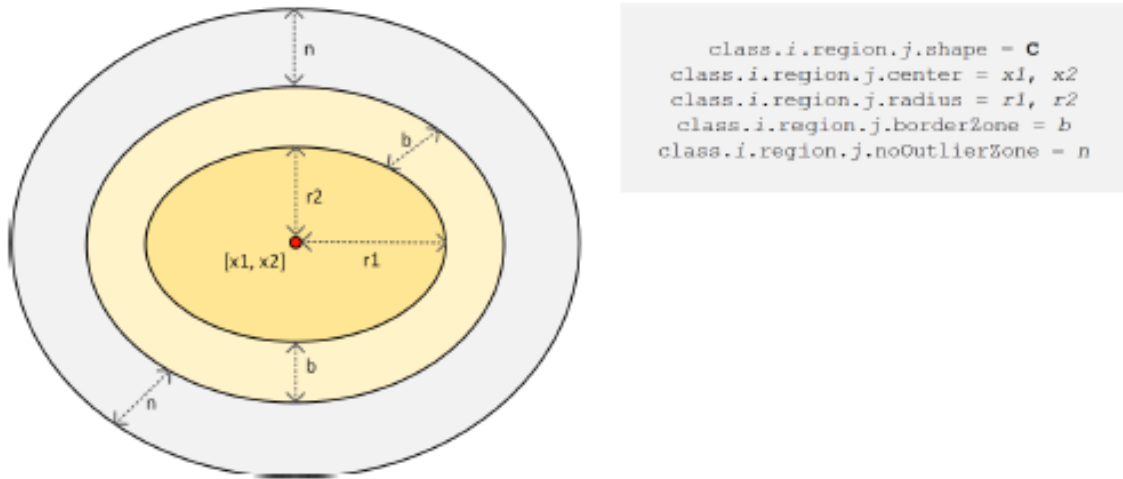 n
b
r2
[x1, x2]
r1
b
n
class.i.region.j.shape = C
class.i.region.j.center = x1, x2
class.i.region.j.radius = r1, r2
class.i.region.j.borderZone = b
class.i.region.j.noOutlierZone = n